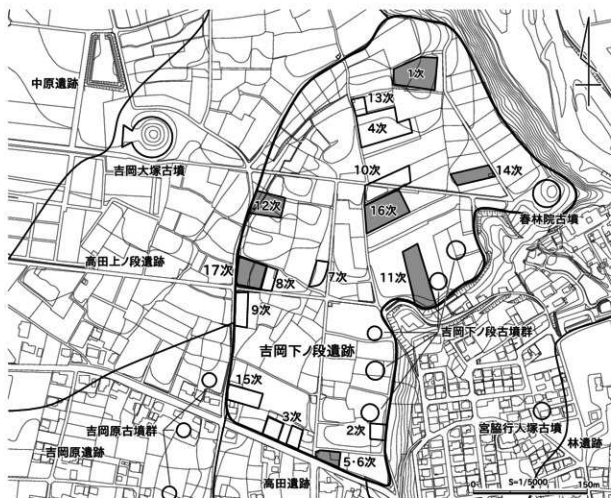 中原遺跡
1次
13次
4次
吉岡大塚古墳
10次
14次
12次
16次
春林院古墳
高田上ノ段遺跡
17次
8次
7次
11次
9次
吉岡下ノ段遺跡
吉岡下ノ段古墳群
15次
3次
2次
吉岡原古墳群
宮脇行人塚古墳
吉岡原遺跡
高田遺跡
5・6次
林遺跡
S=1/5000
0 150m